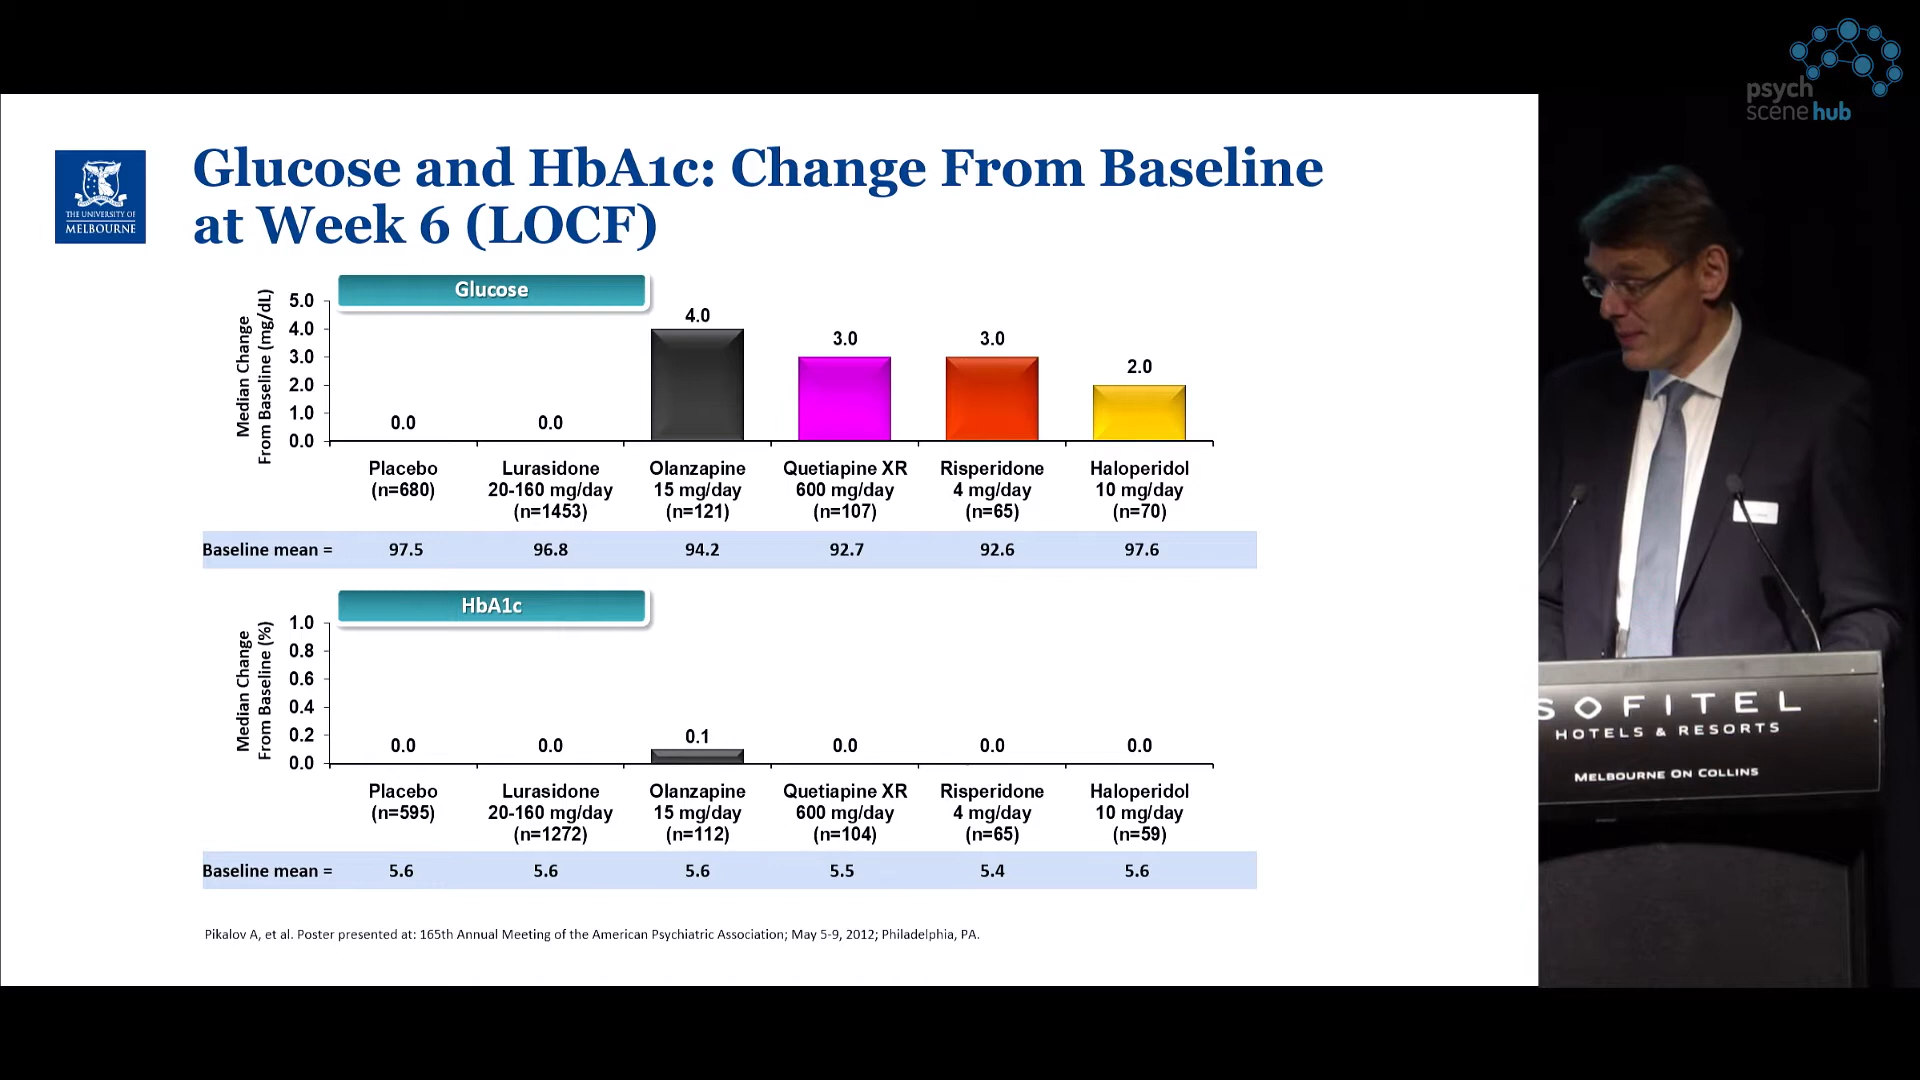 psych
scene hub
THE UNIVERSITY OF
MELBOURNE
Glucose and HbA1c: Change From Baseline
at Week 6 (LOCF)
Glucose
Median Change
From Baseline (mg/dL)
5.0
4.0
3.0
2.0
1.0
0.0
0.0 0.0 4.0 3.0 3.0 2.0
Placebo Lurasidone Olanzapine Quetiapine XR Risperidone Haloperidol
(n=680) 20-160 mg/day 15 mg/day 600 mg/day 4 mg/day 10 mg/day
(n=1453) (n=121) (n=107) (n=65) (n=70)
Baseline mean = 97.5 96.8 94.2 92.7 92.6 97.6
HbA1c
Median Change
From Baseline (%)
1.0
0.8
0.6
0.4
0.2
0.0
0.0 0.0 0.1 0.0 0.0 0.0
Placebo Lurasidone Olanzapine Quetiapine XR Risperidone Haloperidol
(n=595) 20-160 mg/day 15 mg/day 600 mg/day 4 mg/day 10 mg/day
(n=1272) (n=112) (n=104) (n=65) (n=59)
Baseline mean = 5.6 5.6 5.6 5.5 5.4 5.6
Pikalov A, et al. Poster presented at: 165th Annual Meeting of the American Psychiatric Association; May 5-9, 2012; Philadelphia, PA.
SOFITEL
HOTELS & RESORTS
MELBOURNE ON COLLINS